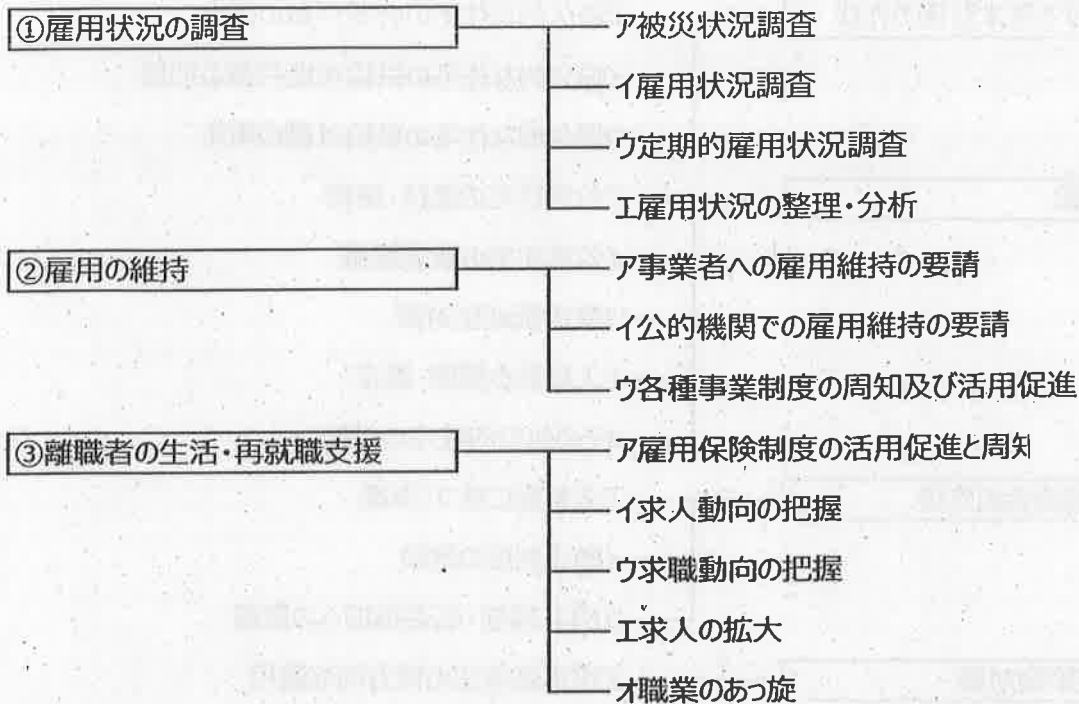 ①雇用状況の調査
ア被災状況調査
イ雇用状況調査
ウ定期的雇用状況調査
エ雇用状況の整理・分析
②雇用の維持
ア事業者への雇用維持の要請
イ公的機関での雇用維持の要請
ウ各種事業制度の周知及び活用促進
③離職者の生活・再就職支援
ア雇用保険制度の活用促進と周知
イ求人動向の把握
ウ求職動向の把握
エ求人の拡大
オ職業のあっ旋